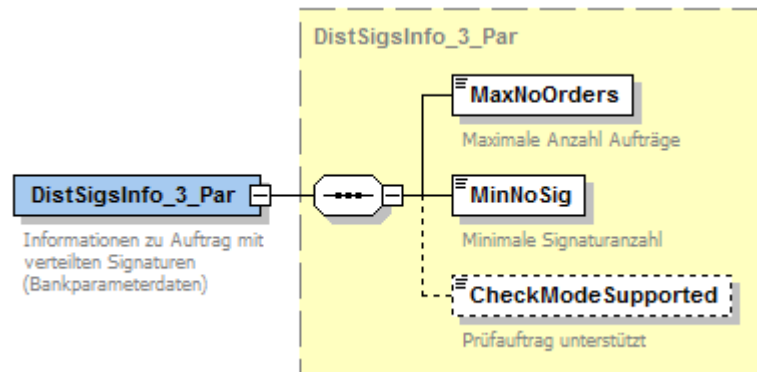 DistSigsInfo_3_Par
MaxNoOrders
Maximale Anzahl Aufträge
DistSigsInfo_3_Par
Informationen zu Auftrag mit
verteilten Signaturen
(Bankparameterdaten)
MinNoSig
Minimale Signaturanzahl
CheckModeSupported
Prüfauftrag unterstützt